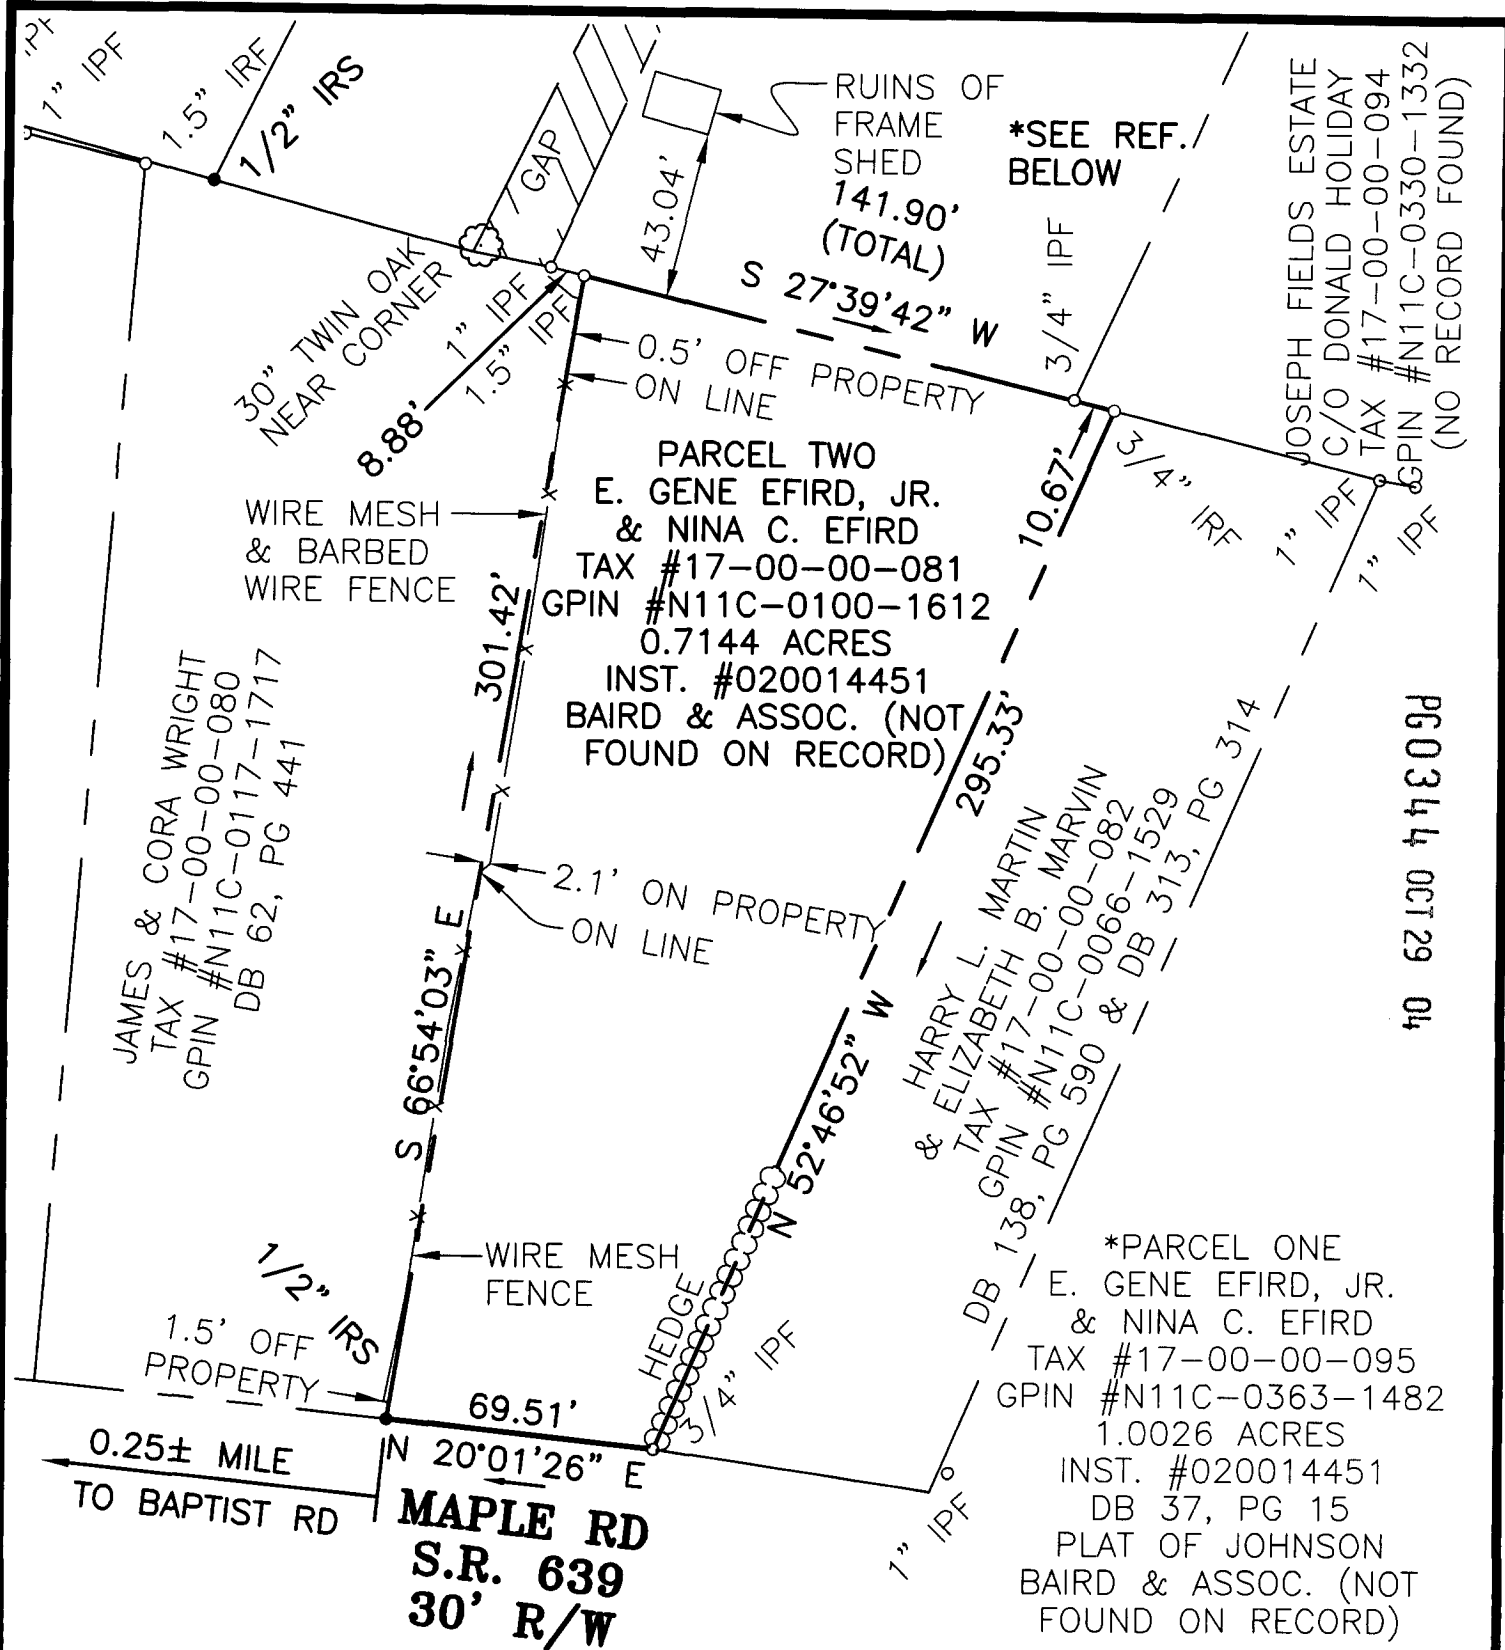 1" IPF
1.5" IRF
1/2" IRS
GAP
43.04'
RUINS OF
FRAME
SHED
*SEE REF.
BELOW
141.90'
(TOTAL)
S 27°39'42" W
3/4" IPF
JOSEPH FIELDS ESTATE
C/O DONALD HOLIDAY
TAX #17-00-00-094
GPIN #N11C-0330-1332
(NO RECORD FOUND)
30" TWIN OAK
NEAR CORNER
1" IPF
1.5" IPF
8.88'
0.5' OFF PROPERTY
ON LINE
3/4" IRF
1" IPF
1" IPF
10.67'
PARCEL TWO
E. GENE EFIRD, JR.
& NINA C. EFIRD
TAX #17-00-00-081
GPIN #N11C-0100-1612
0.7144 ACRES
INST. #020014451
BAIRD & ASSOC. (NOT
FOUND ON RECORD)
WIRE MESH
& BARBED
WIRE FENCE
301.42'
295.33'
JAMES & CORA WRIGHT
TAX #17-00-00-080
GPIN #N11C-0117-1717
DB 62, PG 441
PG0344 OCT 29 04
2.1' ON PROPERTY
ON LINE
S 66°54'03" E
N 52°46'52" W
HARRY L. MARTIN
& ELIZABETH B. MARVIN
TAX #17-00-00-082
GPIN #N11C-0066-1529
DB 138, PG 590 & DB 313, PG 314
WIRE MESH
FENCE
HEDGE
3/4" IPF
1/2" IRS
1.5' OFF
PROPERTY
69.51'
N 20°01'26" E
0.25± MILE
TO BAPTIST RD
MAPLE RD
S.R. 639
30' R/W
1" IPF
*PARCEL ONE
E. GENE EFIRD, JR.
& NINA C. EFIRD
TAX #17-00-00-095
GPIN #N11C-0363-1482
1.0026 ACRES
INST. #020014451
DB 37, PG 15
PLAT OF JOHNSON
BAIRD & ASSOC. (NOT
FOUND ON RECORD)